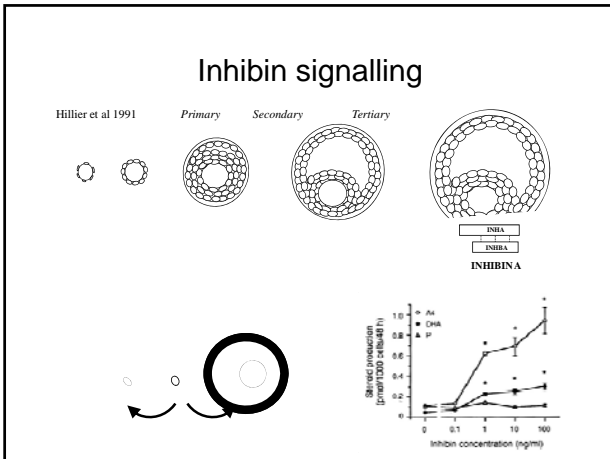 Inhibin signalling
Hillier et al 1991 Primary Secondary Tertiary
INHA
INHBA
INHIBIN A
A4
DHA
P
Steroid production
(pmol/1000 cells/48 h)
1.0
0.8
0.6
0.4
0.2
0
* * *
* * *
0 0.1 1 10 100
Inhibin concentration (ng/ml)